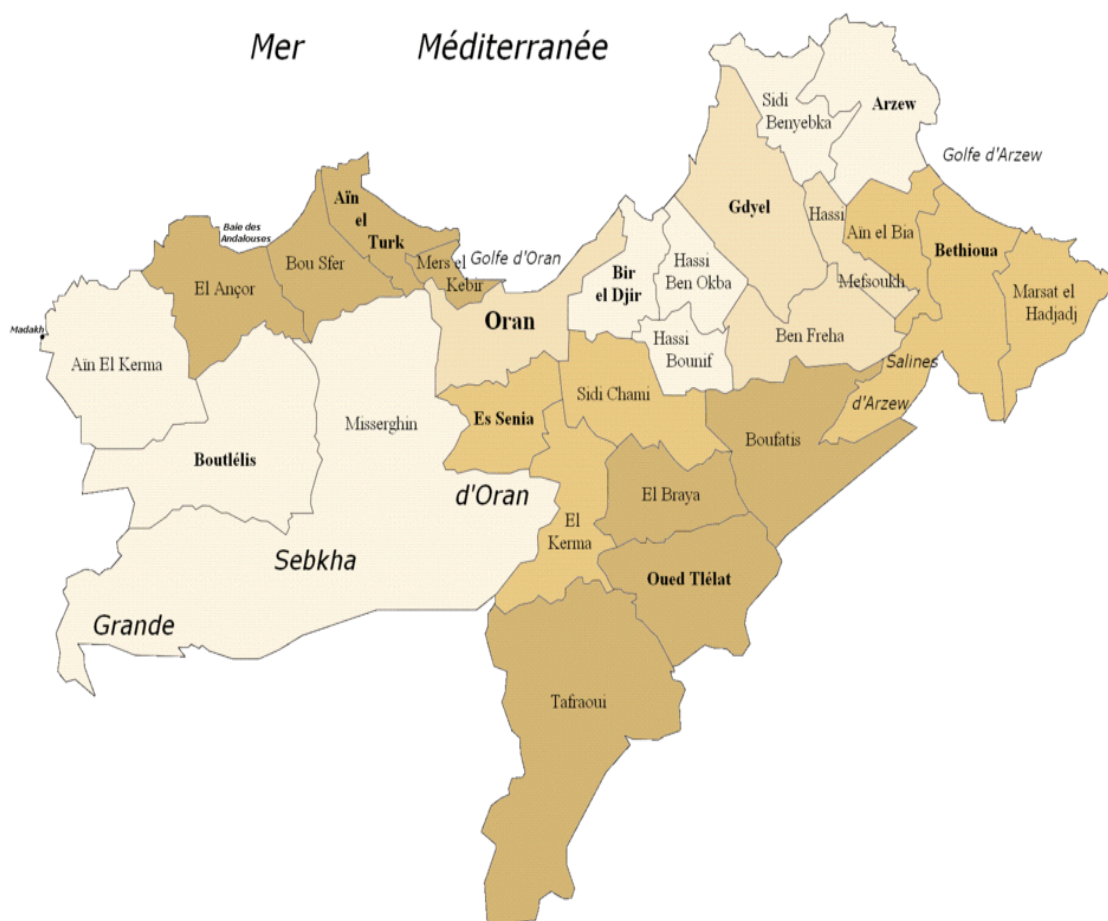 Mer Méditerranée
Sidi
Benyebka
Arzew
Golfe d'Arzew
Aïn
el
Turk
Gdyel
Hassi
Mefsoukh
Aïn el Bia
Bethioua
Baie des
Andalouses
Bou Sfer
Mers el
Kebir
Golfe d'Oran
Hassi
Ben Okba
Bir
el Djir
El Ançor
Marsat el
Hadjadj
Madakh
Oran
Hassi
Bounif
Ben Freha
Aïn El Kerma
Salines
d'Arzew
Sidi Chami
Misserghin
Es Senia
Boufatis
Boutlélis
d'Oran
El Braya
El
Kerma
Sebkha
Oued Tlélat
Grande
Tafraoui